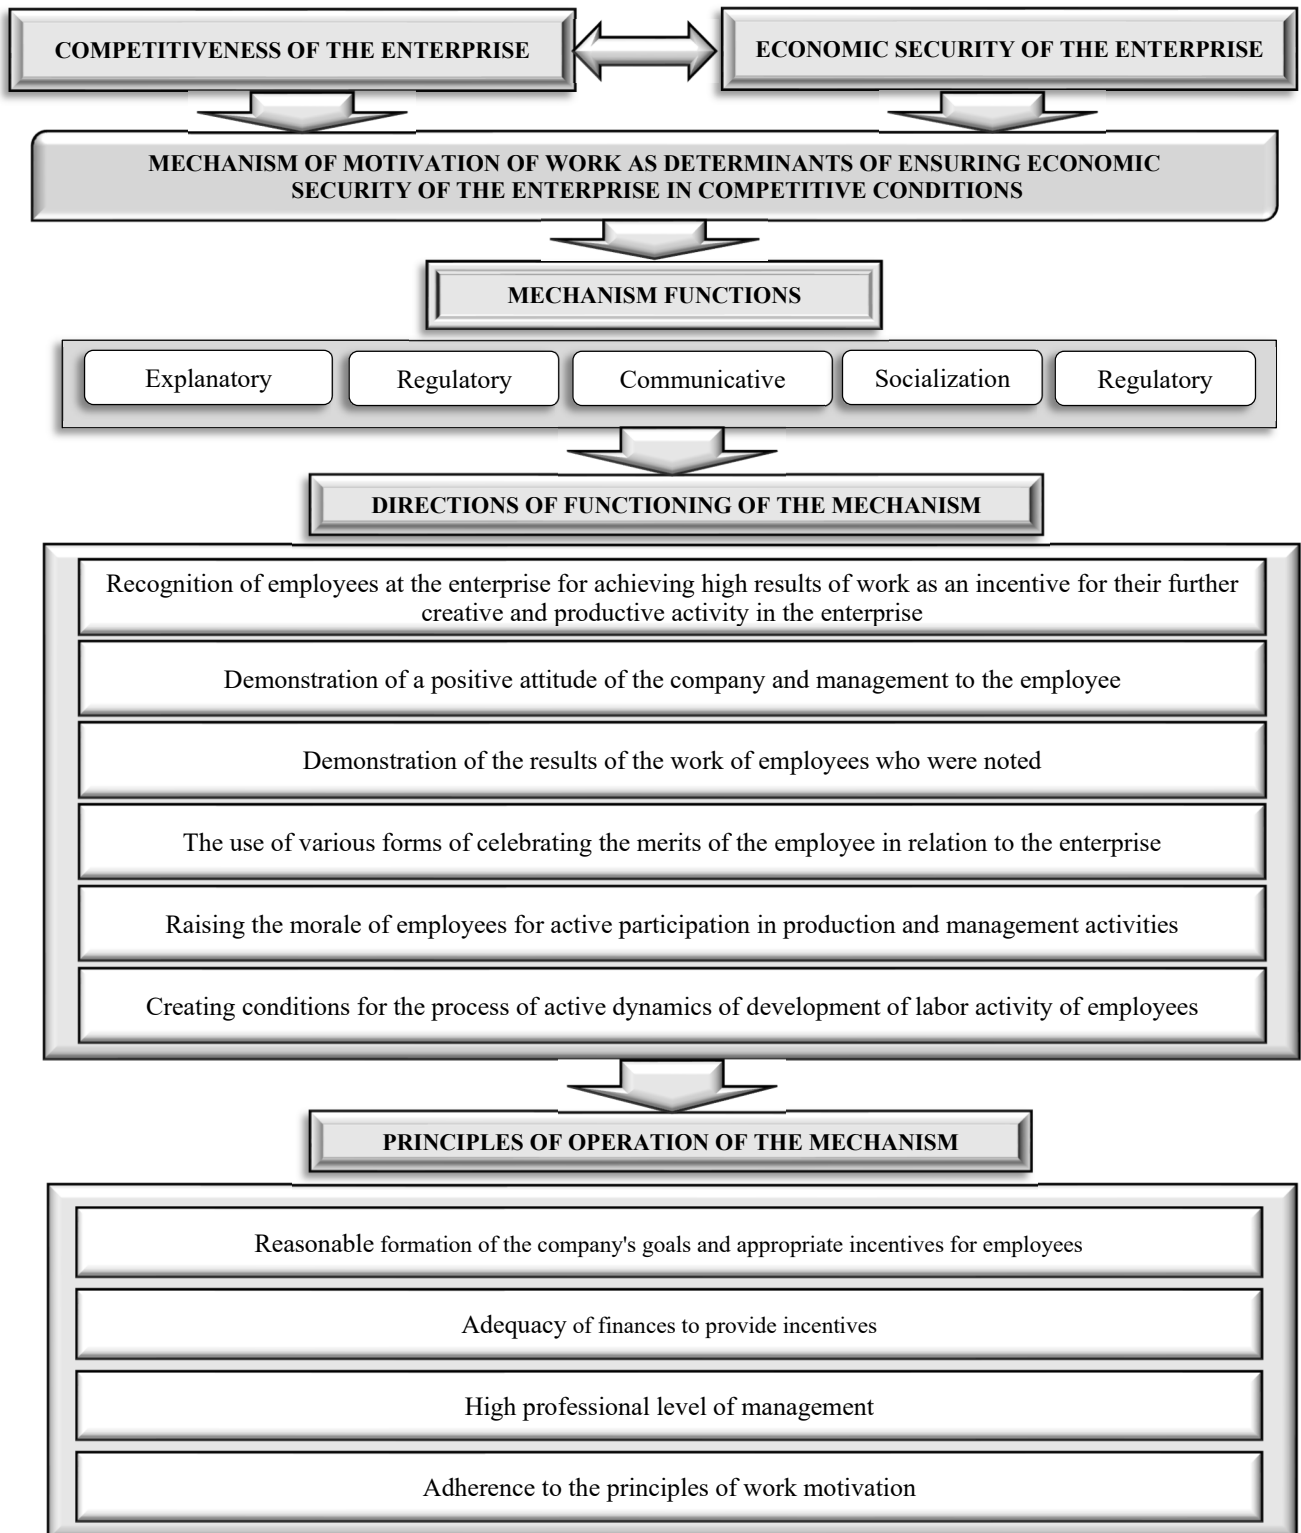 COMPETITIVENESS OF THE ENTERPRISE
ECONOMIC SECURITY OF THE ENTERPRISE
MECHANISM OF MOTIVATION OF WORK AS DETERMINANTS OF ENSURING ECONOMIC
SECURITY OF THE ENTERPRISE IN COMPETITIVE CONDITIONS
MECHANISM FUNCTIONS
Explanatory
Regulatory
Communicative
Socialization
Regulatory
DIRECTIONS OF FUNCTIONING OF THE MECHANISM
Recognition of employees at the enterprise for achieving high results of work as an incentive for their further
creative and productive activity in the enterprise
Demonstration of a positive attitude of the company and management to the employee
Demonstration of the results of the work of employees who were noted
The use of various forms of celebrating the merits of the employee in relation to the enterprise
Raising the morale of employees for active participation in production and management activities
Creating conditions for the process of active dynamics of development of labor activity of employees
PRINCIPLES OF OPERATION OF THE MECHANISM
Reasonable formation of the company's goals and appropriate incentives for employees
Adequacy of finances to provide incentives
High professional level of management
Adherence to the principles of work motivation